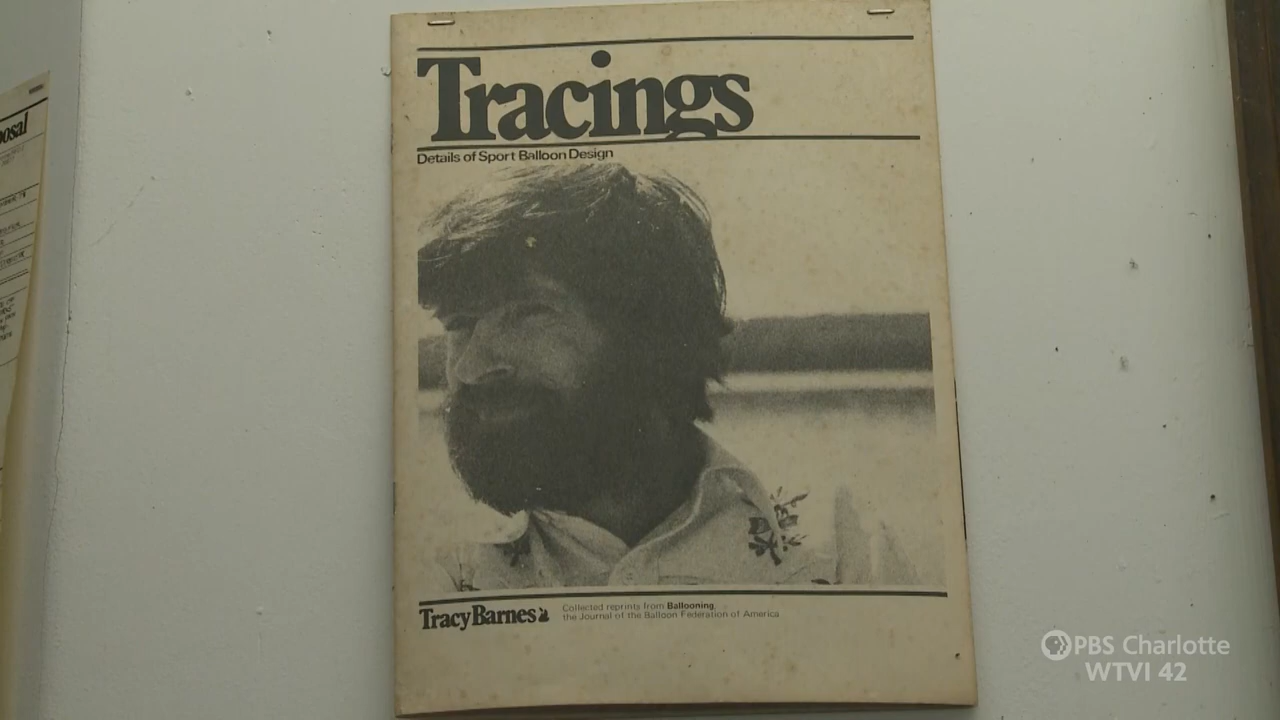 Tracings
Details of Sport Balloon Design
Tracy Barnes
Collected reprints from Ballooning,
the Journal of the Balloon Federation of America
osal
PBS Charlotte
WTVI 42